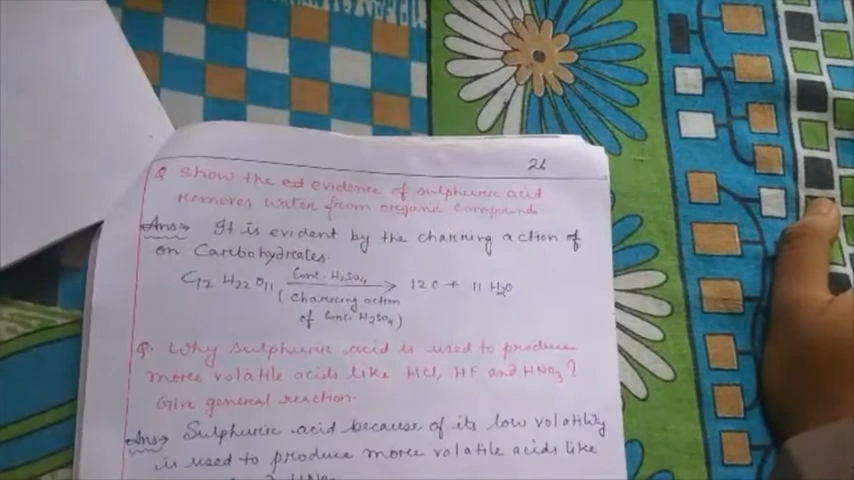 26
Q Show the ed evidence of sulphuric acid
removes water from organic compounds.
Ans→ It is evident by the charring action of
on Carbohydrates.
C12 H22 O11 Conc. H2SO4 → 12C + 11 H2O
(charring action
of Conc. H2SO4)
Q. Why sulphuric acid is used to produce
more volatile acids like HCl, HF and HNO3?
Give general reaction.
Ans→ Sulphuric acid because of its low volatility
is used to produce more volatile acids like
HNO3